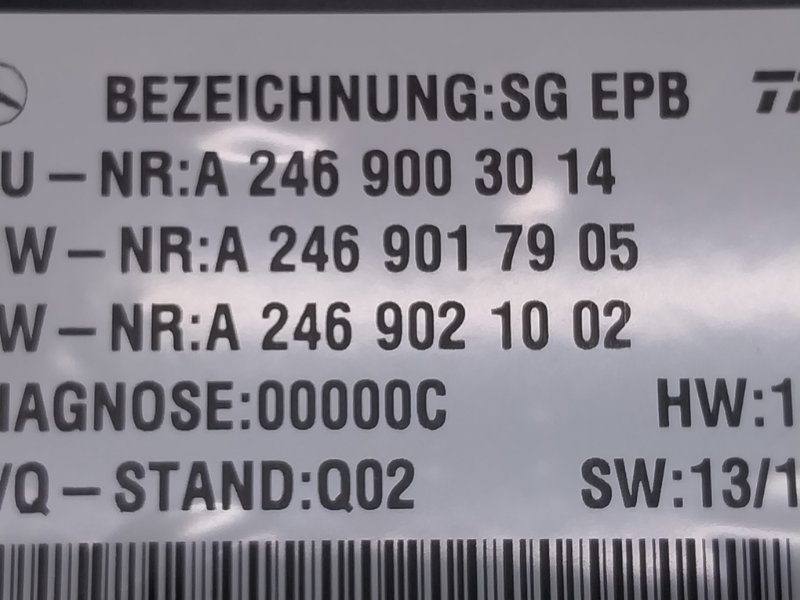 BEZEICHNUNG:SG EPB
U-NR:A 246 900 30 14
W-NR:A 246 901 79 05
W-NR:A 246 902 10 02
IAGNOSE:00000C HW:1
/Q-STAND:Q02 SW:13/1